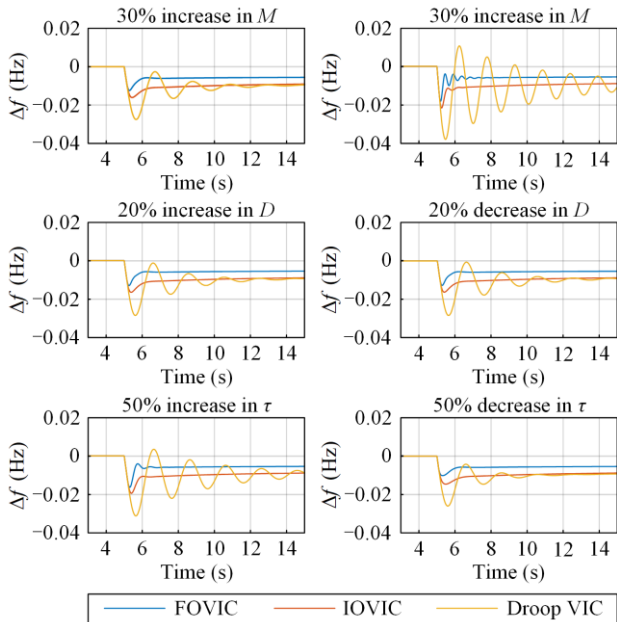 30% increase in M
30% increase in M
0.02
0
−0.02
−0.04
Δf (Hz)
4 6 8 10 12 14
Time (s)
0.02
0
−0.02
−0.04
Δf (Hz)
4 6 8 10 12 14
Time (s)
20% increase in D
20% decrease in D
0.02
0
−0.02
−0.04
Δf (Hz)
4 6 8 10 12 14
Time (s)
0.02
0
−0.02
−0.04
Δf (Hz)
4 6 8 10 12 14
Time (s)
50% increase in τ
50% decrease in τ
0.02
0
−0.02
−0.04
Δf (Hz)
4 6 8 10 12 14
Time (s)
0.02
0
−0.02
−0.04
Δf (Hz)
4 6 8 10 12 14
Time (s)
FOVIC IOVIC Droop VIC